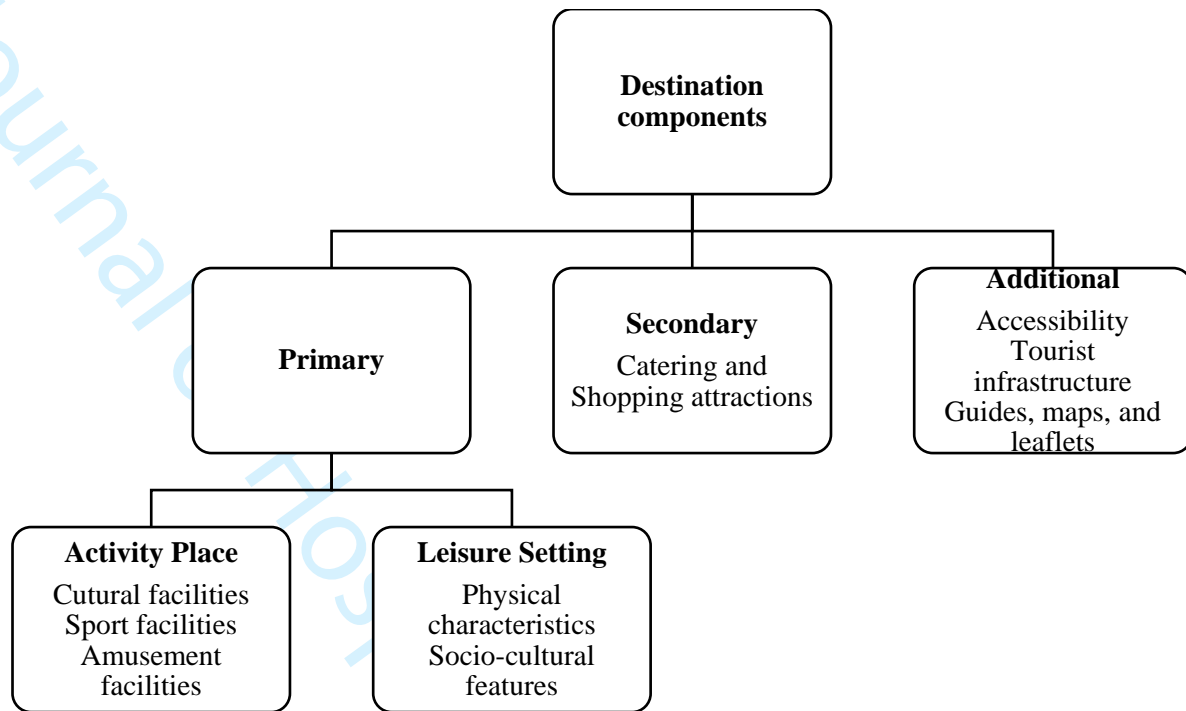 Destination
components
Primary
Secondary
Catering and
Shopping attractions
Additional
Accessibility
Tourist
infrastructure
Guides, maps, and
leaflets
Activity Place
Cutural facilities
Sport facilities
Amusement
facilities
Leisure Setting
Physical
characteristics
Socio-cultural
features